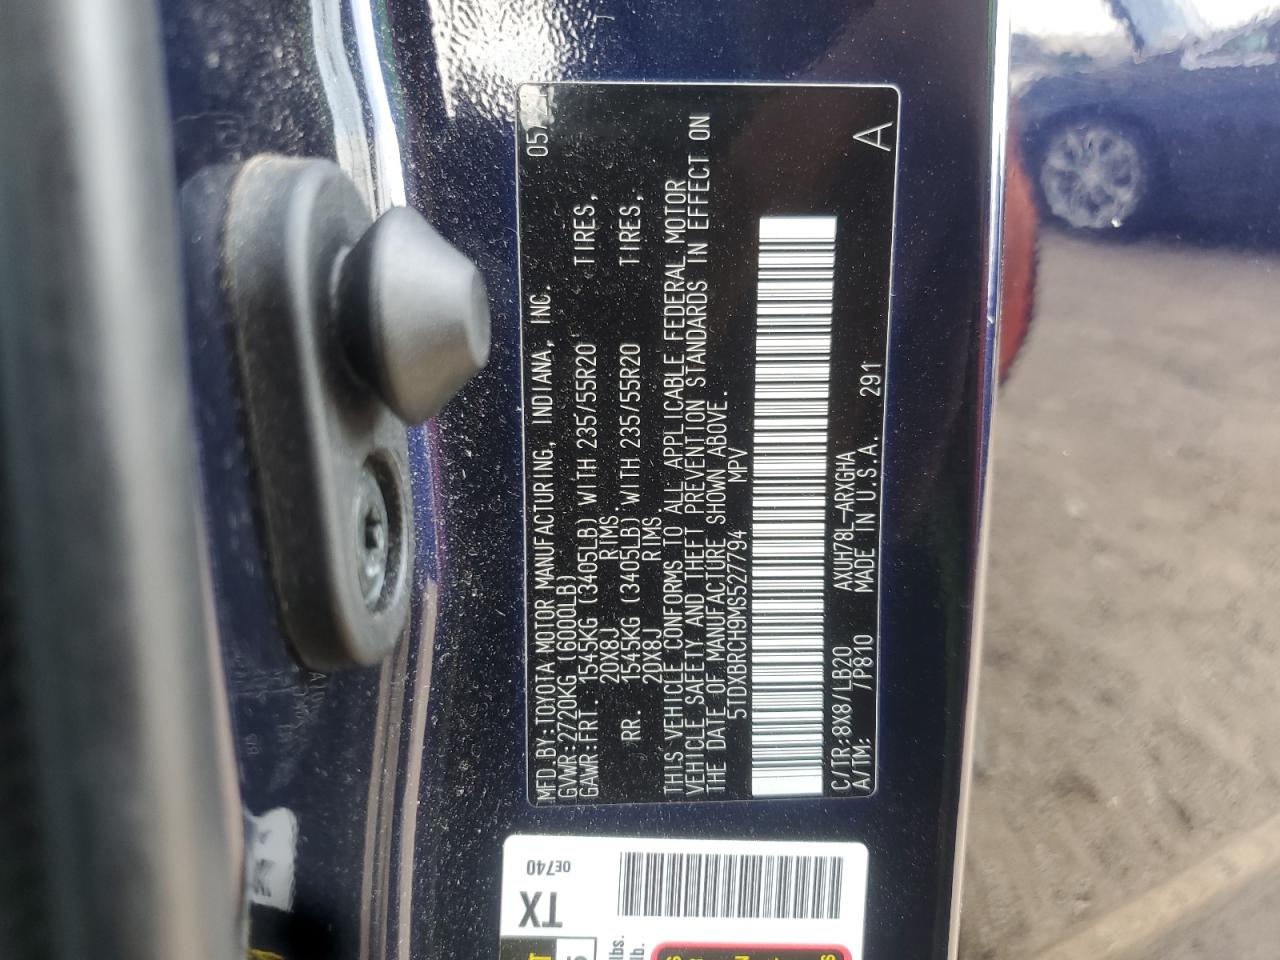 MFD.BY:TOYOTA MOTOR MANUFACTURING, INDIANA, INC. 05/
GVWR:2720KG (6000LB)
GAWR:FRT. 1545KG (3405LB) WITH 235/55R20 TIRES,
20X8J RIMS.
RR. 1545KG (3405LB) WITH 235/55R20 TIRES,
20X8J RIMS
THIS VEHICLE CONFORMS TO ALL APPLICABLE FEDERAL MOTOR
VEHICLE SAFETY AND THEFT PREVENTION STANDARDS IN EFFECT ON
THE DATE OF MANUFACTURE SHOWN ABOVE.
5TDXBRCH9MS527794 MPV
C/TR:8X8/LB20 AXUH78L-ARXGHA
A/TM: /P810 MADE IN U.S.A. 291 A
0E740
TX
lbs.
lb.